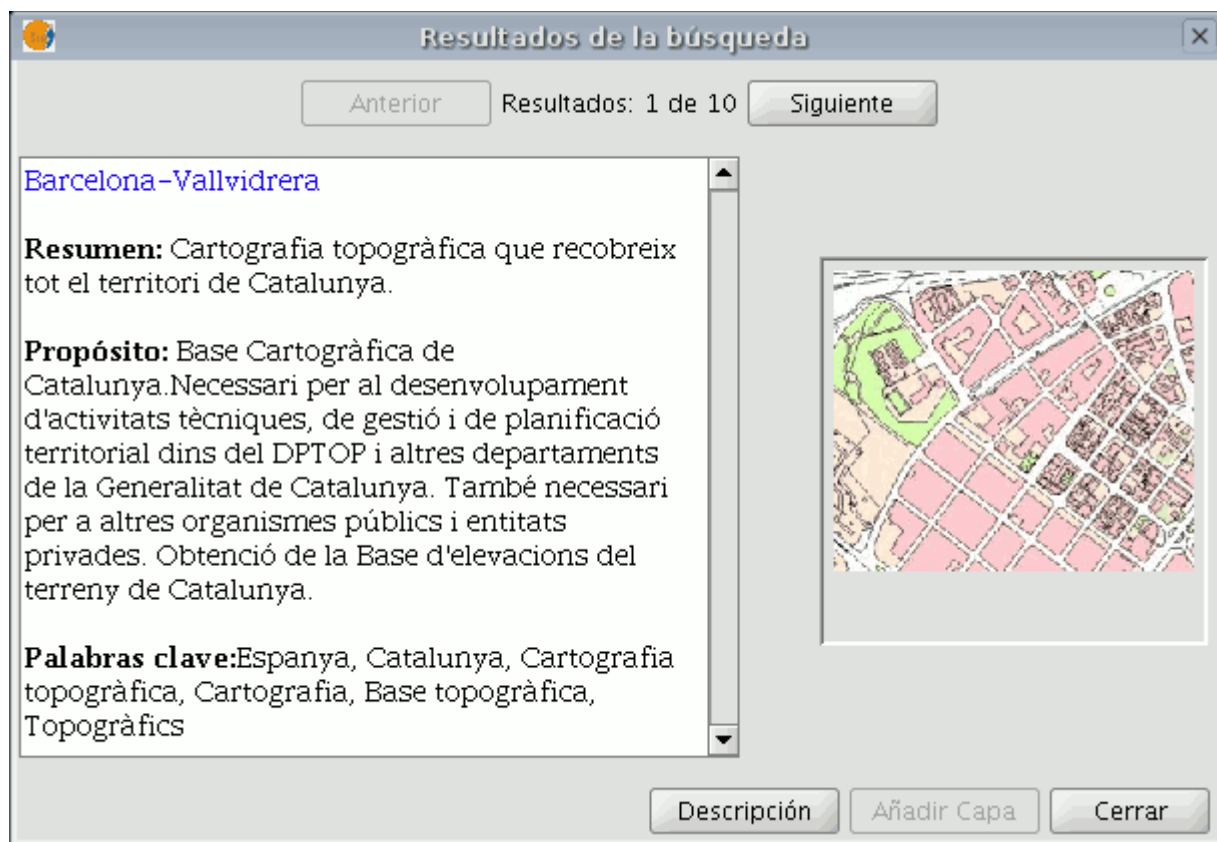 Resultados de la búsqueda
Anterior
Resultados: 1 de 10
Siguiente
Barcelona-Vallvidrera
Resumen: Cartografia topogràfica que recobreix
tot el territori de Catalunya.
Propósito: Base Cartogràfica de
Catalunya.Necessari per al desenvolupament
d'activitats tècniques, de gestió i de planificació
territorial dins del DPTOP i altres departaments
de la Generalitat de Catalunya. També necessari
per a altres organismes públics i entitats
privades. Obtenció de la Base d'elevacions del
terreny de Catalunya.
Palabras clave:Espanya, Catalunya, Cartografia
topogràfica, Cartografia, Base topogràfica,
Topogràfics
Descripción
Añadir Capa
Cerrar